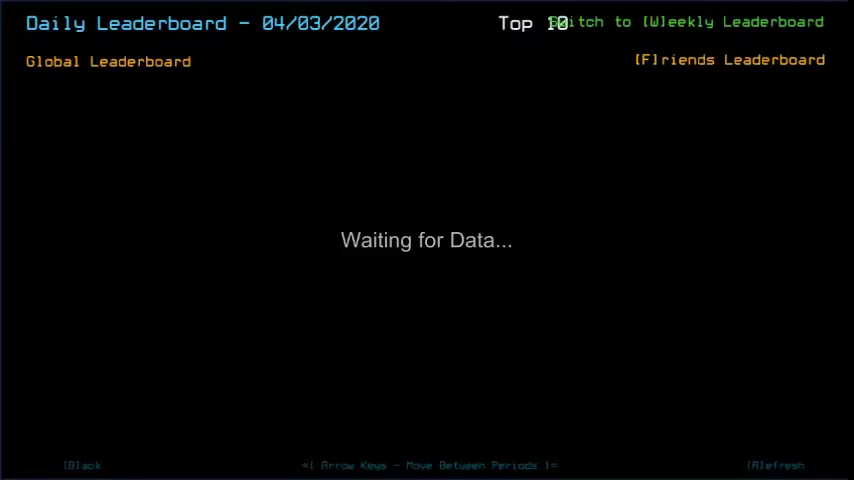 Daily Leaderboard - 04/03/2020
Top 10
Switch to [W]eekly Leaderboard
Global Leaderboard
[F]riends Leaderboard
Waiting for Data...
[B]ack
=[ Arrow Keys - Move Between Periods ]=
[R]efresh